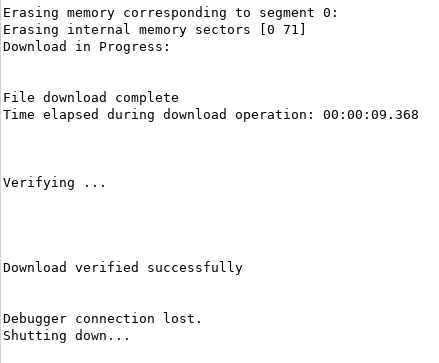 Erasing memory corresponding to segment 0:
Erasing internal memory sectors [0 71]
Download in Progress:
File download complete
Time elapsed during download operation: 00:00:09.368
Verifying ...
Download verified successfully
Debugger connection lost.
Shutting down...